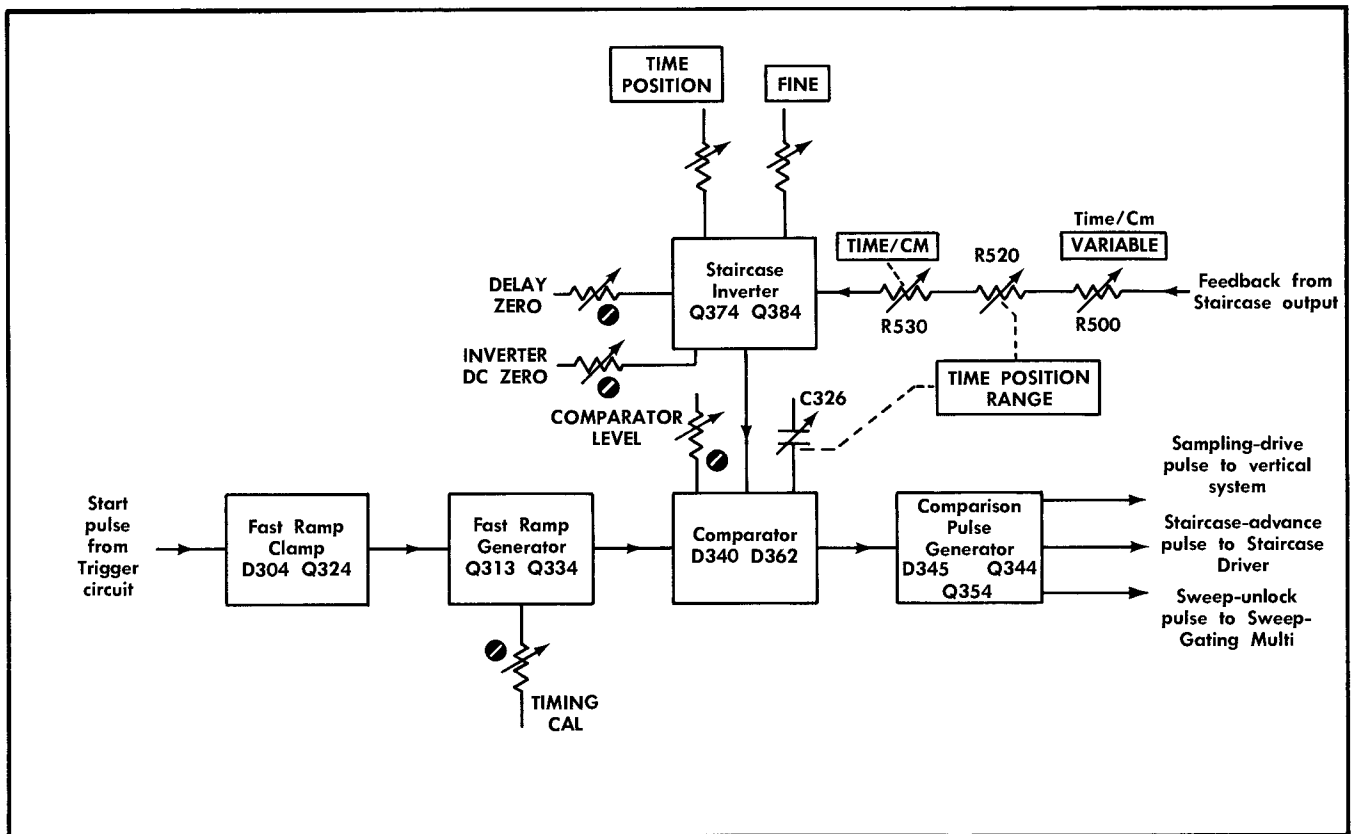 TIME
POSITION
FINE
Time/Cm
VARIABLE
TIME/CM
R520
Staircase
Inverter
Q374 Q384
DELAY
ZERO
R530
R500
Feedback from
Staircase output
INVERTER
DC ZERO
TIME POSITION
RANGE
COMPARATOR
LEVEL
C326
Start
pulse
from
Trigger
circuit
Fast Ramp
Clamp
D304 Q324
Fast Ramp
Generator
Q313 Q334
Comparator
D340 D362
Comparison
Pulse
Generator
D345 Q344
Q354
Sampling-drive
pulse to vertical
system
Staircase-advance
pulse to Staircase
Driver
Sweep-unlock
pulse to Sweep-
Gating Multi
TIMING
CAL